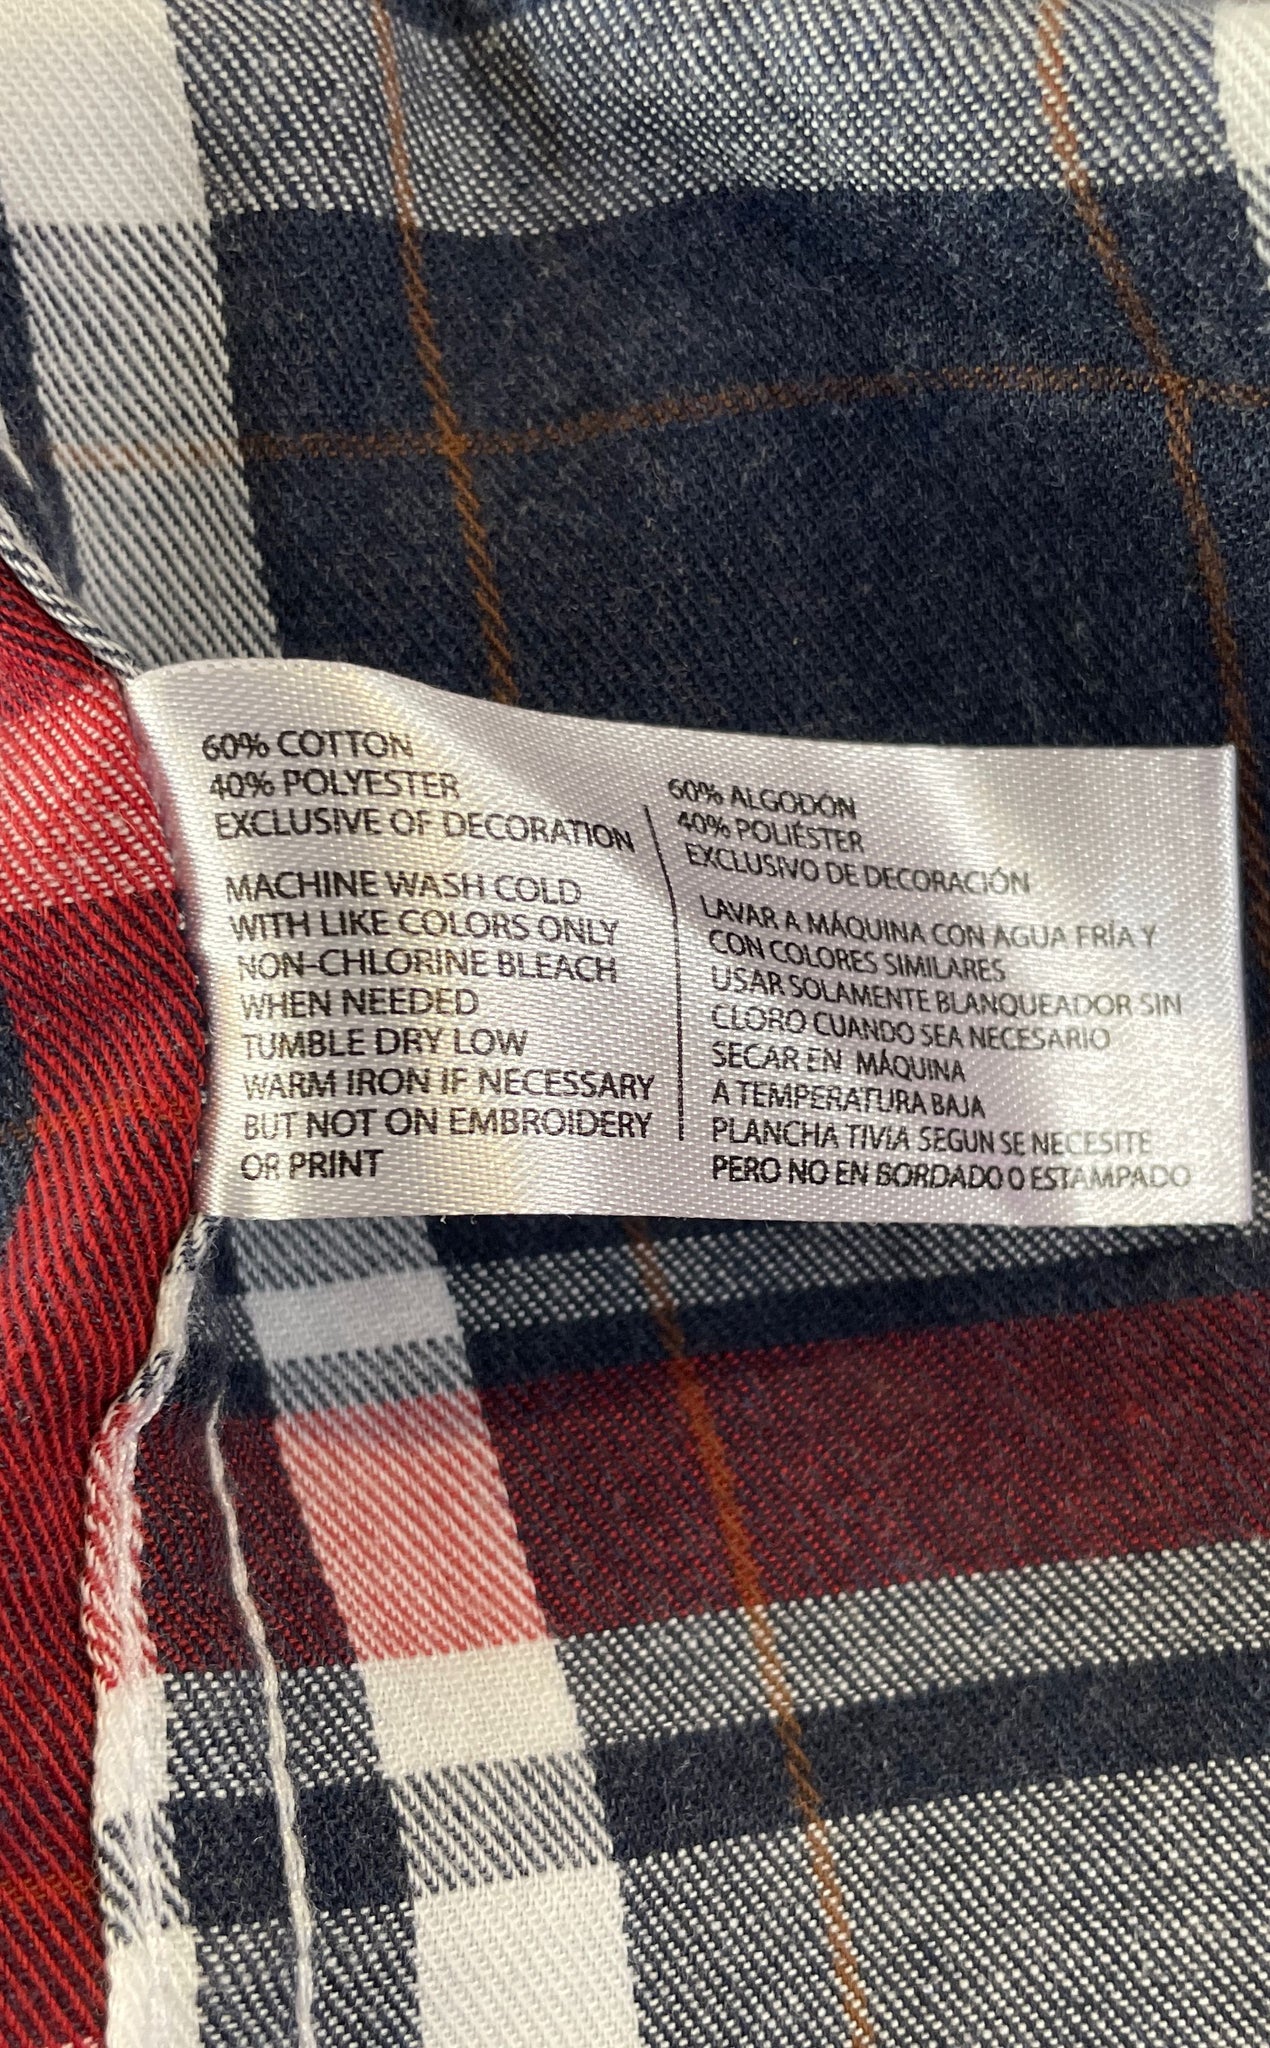 60% COTTON
40% POLYESTER
EXCLUSIVE OF DECORATION
MACHINE WASH COLD
WITH LIKE COLORS ONLY
NON-CHLORINE BLEACH
WHEN NEEDED
TUMBLE DRY LOW
WARM IRON IF NECESSARY
BUT NOT ON EMBROIDERY
OR PRINT
60% ALGODÓN
40% POLIÉSTER
EXCLUSIVO DE DECORACIÓN
LAVAR A MÁQUINA CON AGUA FRÍA Y
CON COLORES SIMILARES
USAR SOLAMENTE BLANQUEADOR SIN
CLORO CUANDO SEA NECESARIO
SECAR EN MÁQUINA
A TEMPERATURA BAJA
PLANCHA TIVIA SEGUN SE NECESITE
PERO NO EN BORDADO O ESTAMPADO